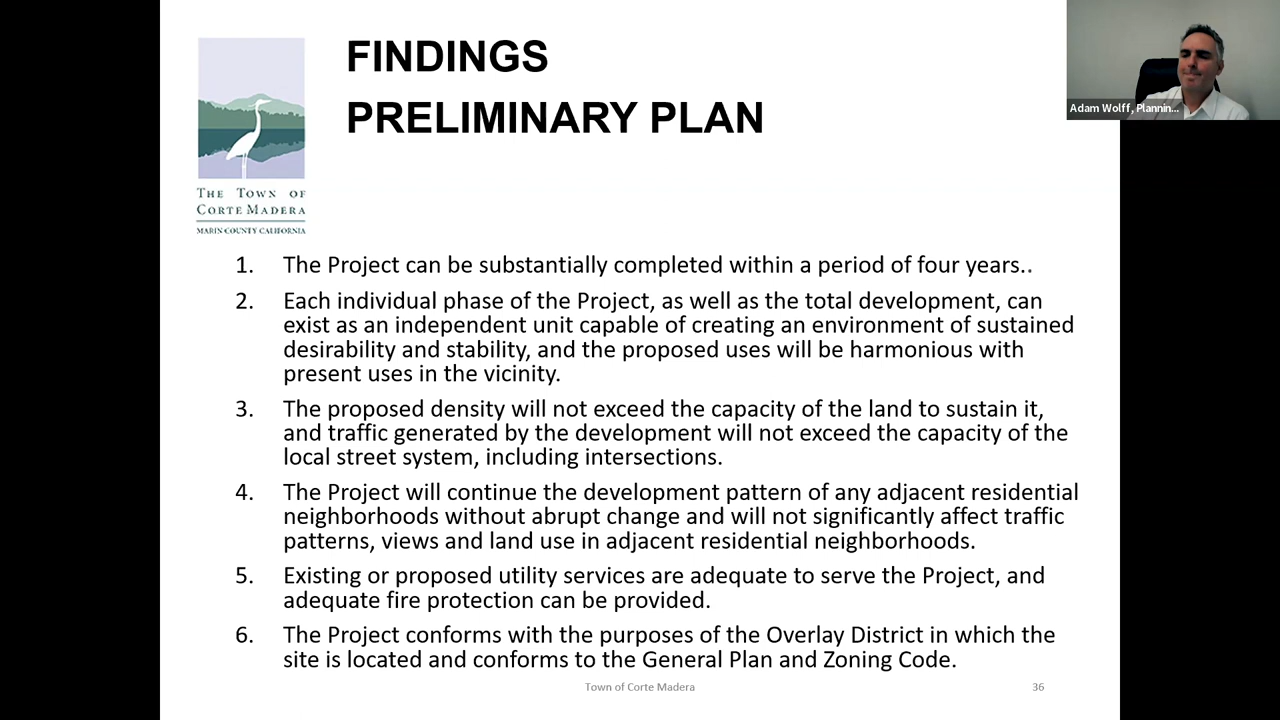 FINDINGS
PRELIMINARY PLAN
Adam Wolff, Plannin...
THE TOWN OF
CORTE MADERA
MARIN COUNTY CALIFORNIA
1. The Project can be substantially completed within a period of four years..
2. Each individual phase of the Project, as well as the total development, can
exist as an independent unit capable of creating an environment of sustained
desirability and stability, and the proposed uses will be harmonious with
present uses in the vicinity.
3. The proposed density will not exceed the capacity of the land to sustain it,
and traffic generated by the development will not exceed the capacity of the
local street system, including intersections.
4. The Project will continue the development pattern of any adjacent residential
neighborhoods without abrupt change and will not significantly affect traffic
patterns, views and land use in adjacent residential neighborhoods.
5. Existing or proposed utility services are adequate to serve the Project, and
adequate fire protection can be provided.
6. The Project conforms with the purposes of the Overlay District in which the
site is located and conforms to the General Plan and Zoning Code.
Town of Corte Madera
36